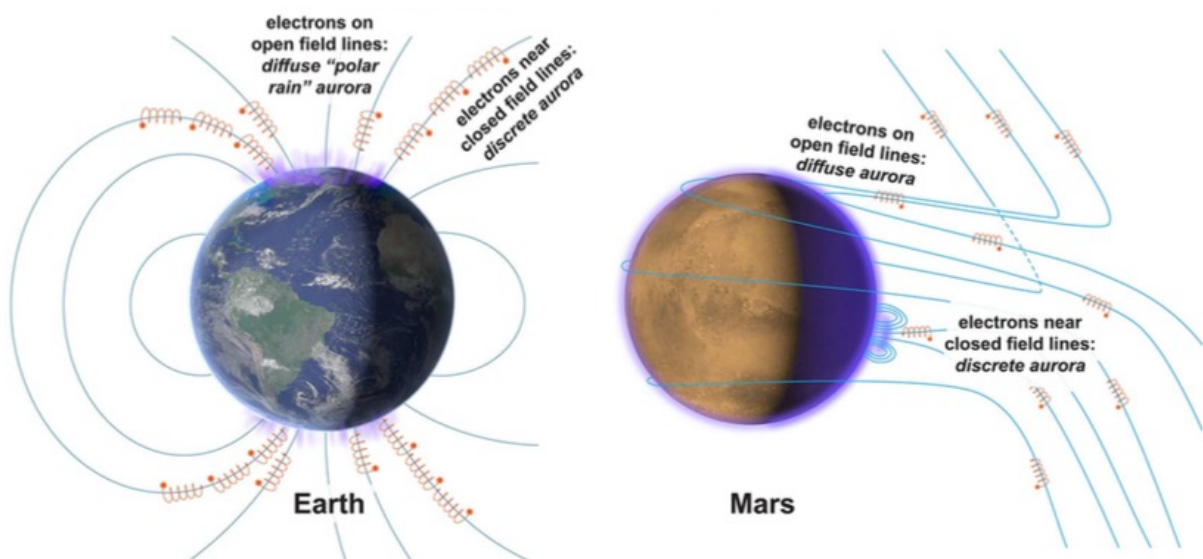 electrons on
open field lines:
diffuse “polar
rain” aurora
electrons near
closed field lines:
discrete aurora
Earth
electrons on
open field lines:
diffuse aurora
electrons near
closed field lines:
discrete aurora
Mars